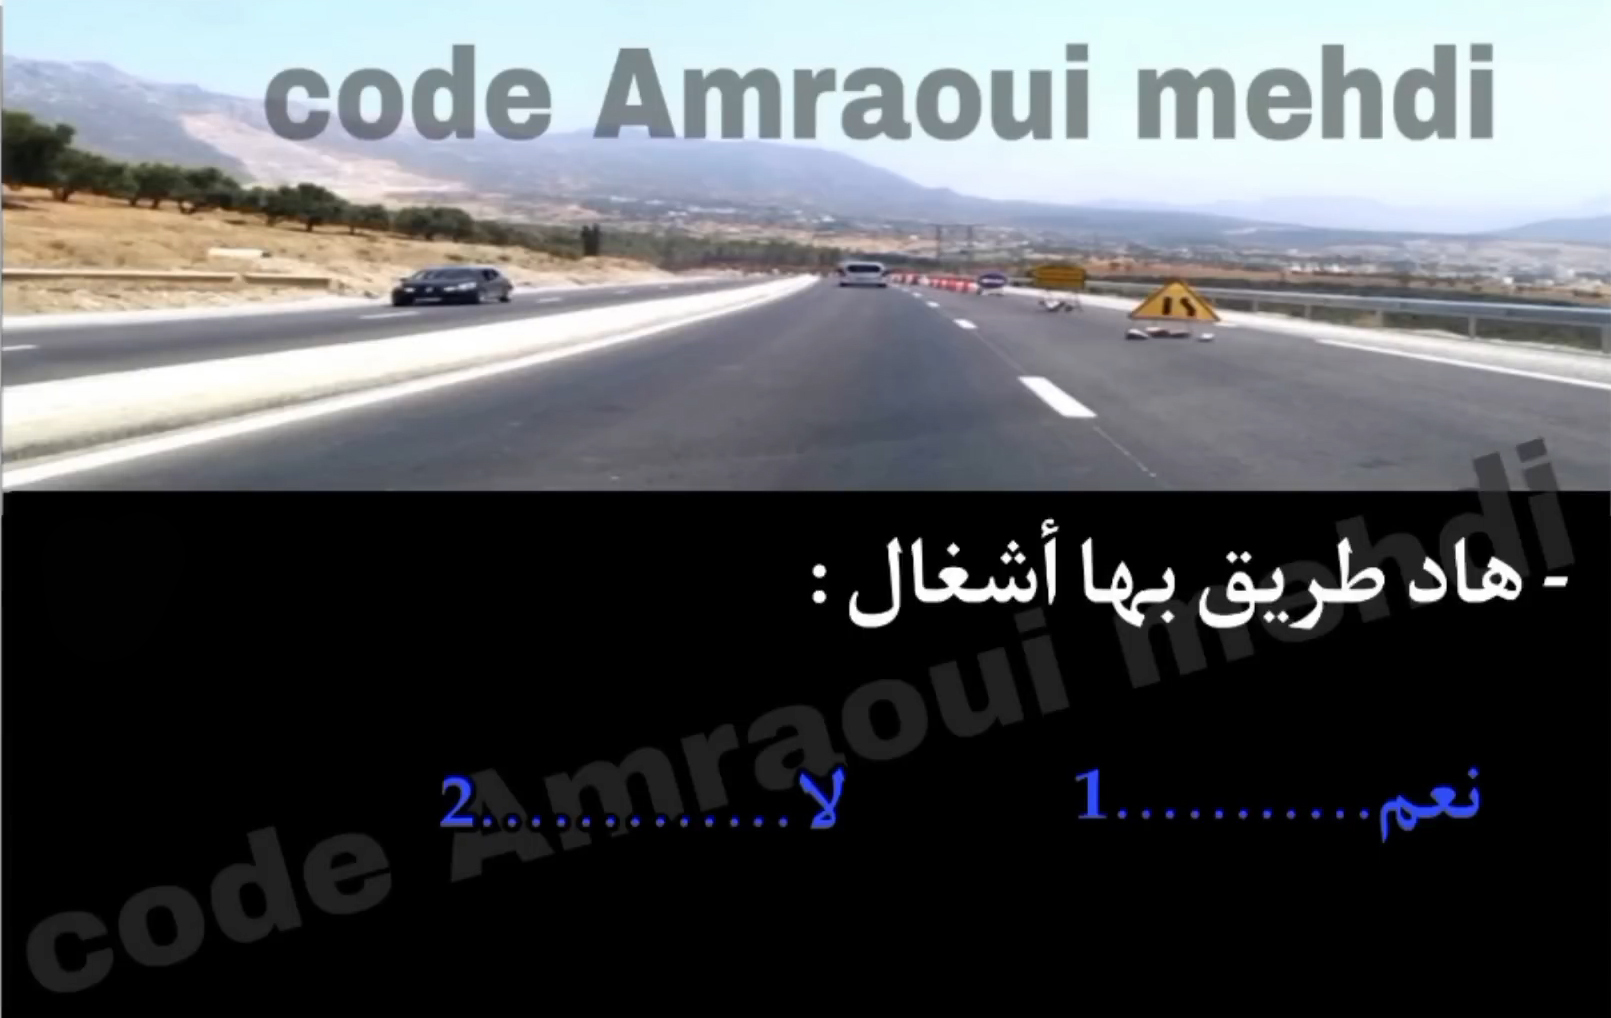 code Amraoui mehdi
- هاد طريق بها أشغال :
نعم...........1
لا.............2
code Amraoui mehdi